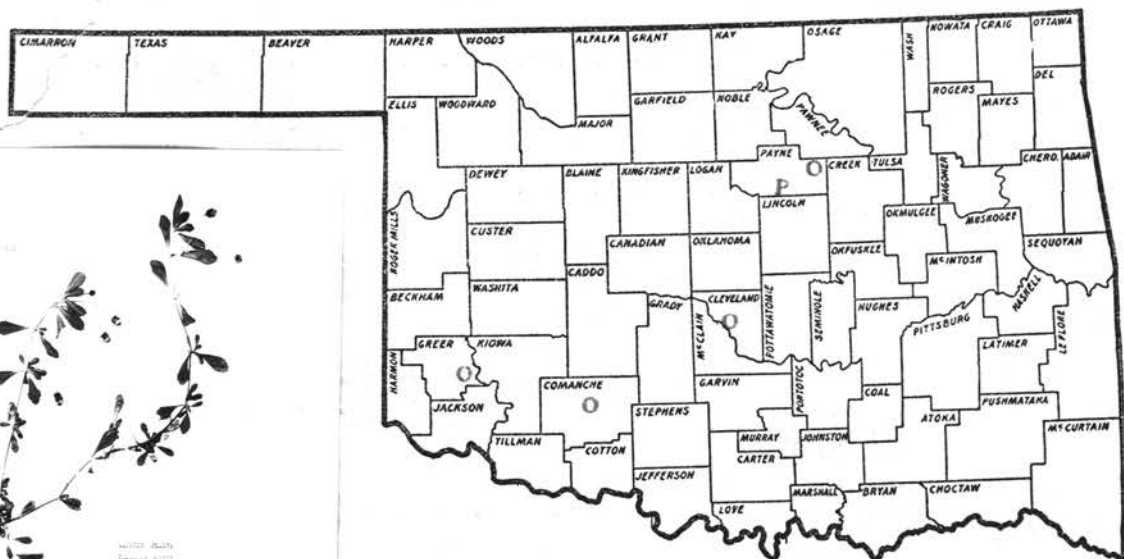 CIMARRON
TEXAS
BEAVER
HARPER
WOODS
ALFALFA
GRANT
KAY
OSAGE
WASH
NOWATA
CRAIG
OTTAWA
ELLIS
WOODWARD
MAJOR
GARFIELD
NOBLE
PAWNEE
ROGERS
MAYES
DEL
ROGER MILLS
DEWEY
BLAINE
KINGFISHER
LOGAN
PAYNE
P
O
CREEK
TULSA
WAGONER
CHERO.
ADAIR
CUSTER
CANADIAN
OKLAHOMA
LINCOLN
OKMULGEE
MUSKOGEE
OKFUSKEE
McINTOSH
SEQUOYAH
BECKHAM
WASHITA
CADDO
GRADY
McCLAIN
CLEVELAND
O
POTTAWATOMIE
SEMINOLE
HUGHES
PITTSBURG
HASKELL
LATIMER
LE FLORE
HARMON
GREER
O
KIOWA
COMANCHE
O
GARVIN
PONTOTOC
COAL
ATOKA
PUSHMATAKA
McCURTAIN
JACKSON
TILLMAN
COTTON
STEPHENS
MURRAY
JOHNSTON
CARTER
JEFFERSON
LOVE
MARSHALL
BRYAN
CHOCTAW